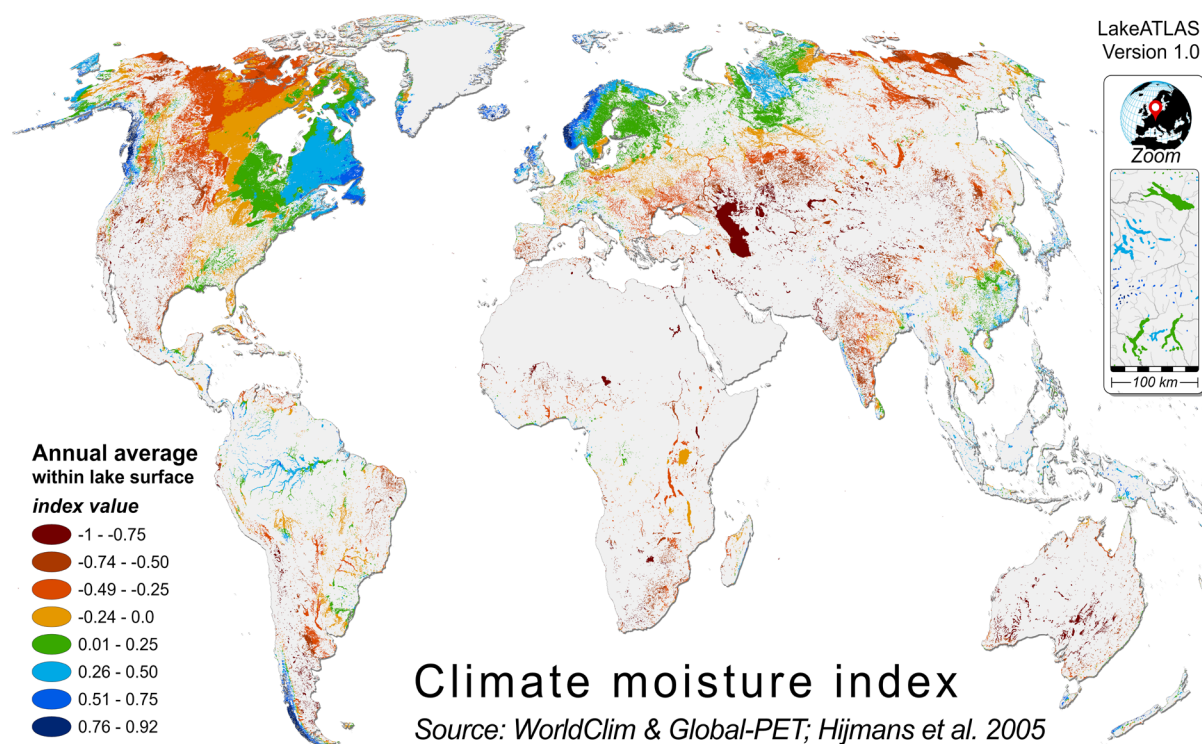 LakeATLAS
Version 1.0
Zoom
100 km
Annual average
within lake surface
index value
-1 - -0.75
-0.74 - -0.50
-0.49 - -0.25
-0.24 - 0.0
0.01 - 0.25
0.26 - 0.50
0.51 - 0.75
0.76 - 0.92
Climate moisture index
Source: WorldClim & Global-PET; Hijmans et al. 2005